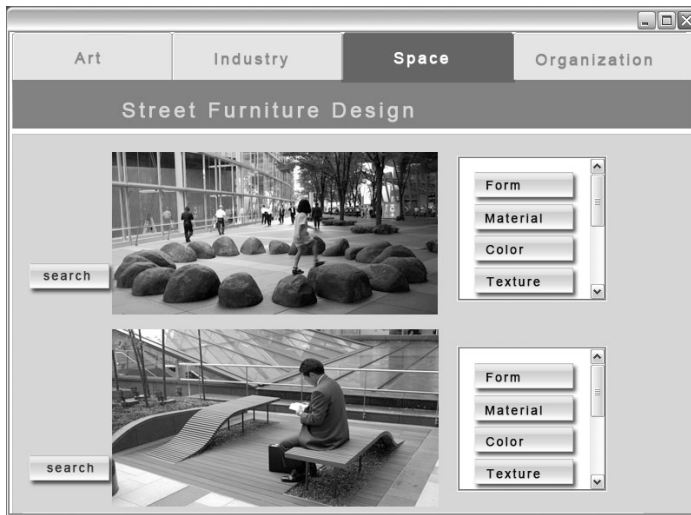 Art Industry Space Organization
Street Furniture Design
search
Form
Material
Color
Texture
search
Form
Material
Color
Texture